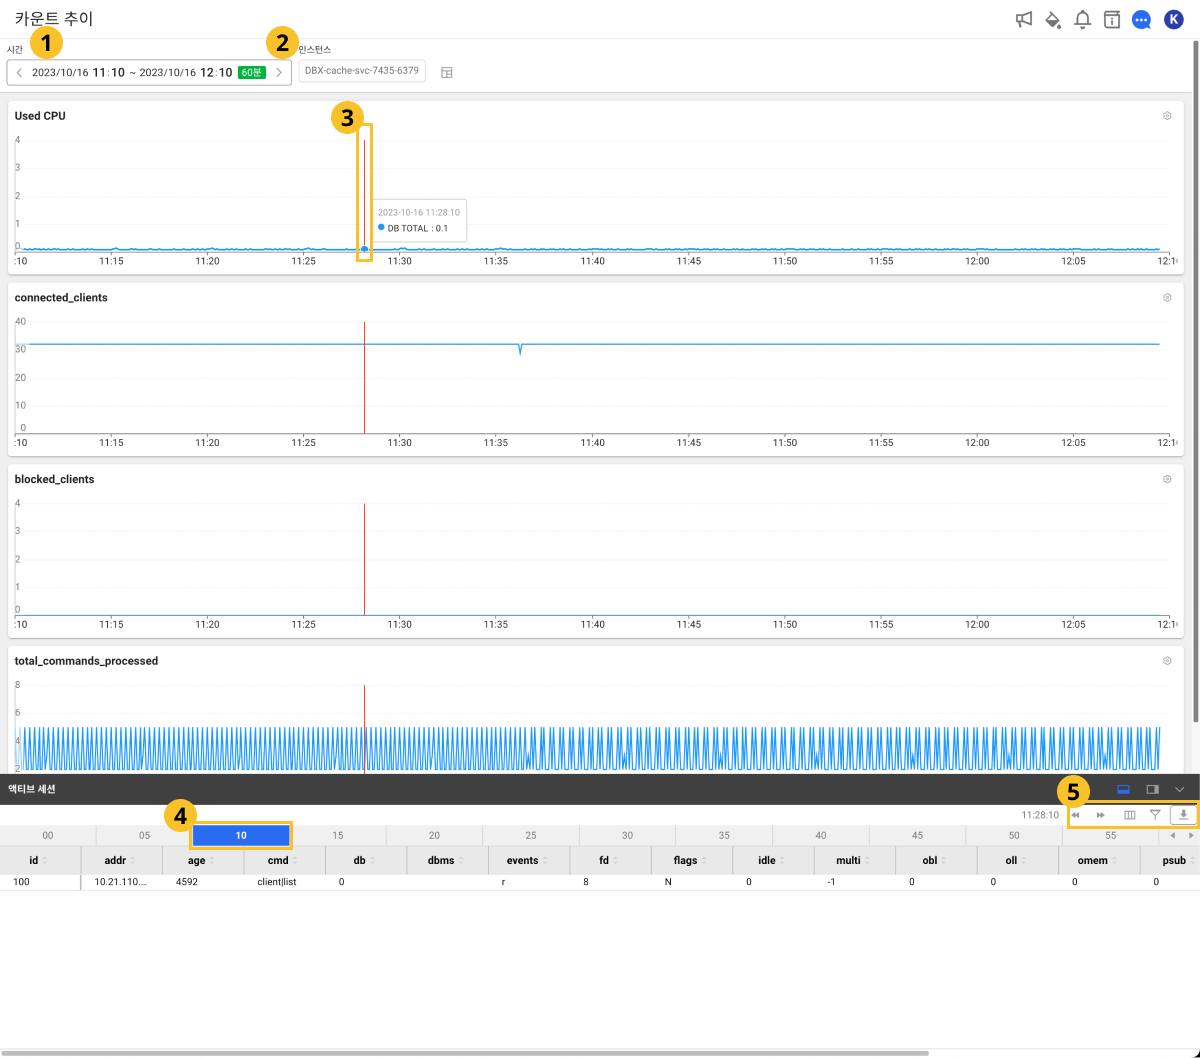 카운트 추이
K
시간
1
2
인스턴스
2023/10/16 11:10 ~ 2023/10/16 12:10 60분
DBX-cache-svc-7435-6379
Used CPU
3
4
3
2
1
0
2023-10-16 11:28:10
DB TOTAL : 0.1
:10 11:15 11:20 11:25 11:30 11:35 11:40 11:45 11:50 11:55 12:00 12:05 12:1
connected_clients
40
30
20
10
0
:10 11:15 11:20 11:25 11:30 11:35 11:40 11:45 11:50 11:55 12:00 12:05 12:1
blocked_clients
4
3
2
1
0
:10 11:15 11:20 11:25 11:30 11:35 11:40 11:45 11:50 11:55 12:00 12:05 12:1
total_commands_processed
8
6
4
2
액티브 세션
5
4
11:28:10
00 05 10 15 20 25 30 35 40 45 50 55
id addr age cmd db dbms events fd flags idle multi obl oll omem psub
100 10.21.110.... 4592 client|list 0 r 8 N 0 -1 0 0 0 0